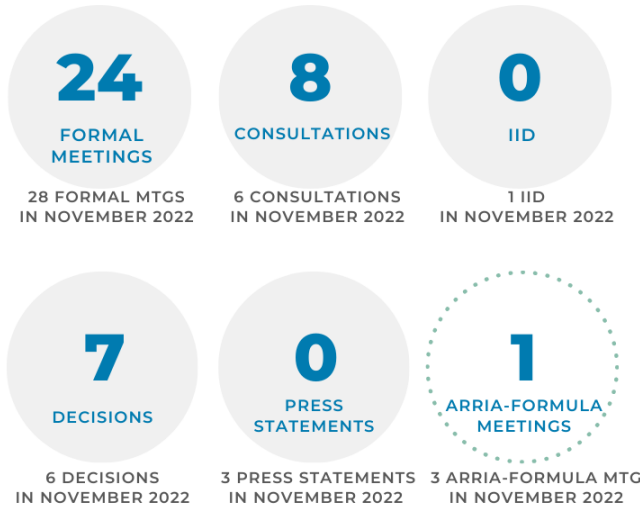 24
FORMAL
MEETINGS
28 FORMAL MTGS
IN NOVEMBER 2022
8
CONSULTATIONS
6 CONSULTATIONS
IN NOVEMBER 2022
0
IID
1 IID
IN NOVEMBER 2022
7
DECISIONS
6 DECISIONS
IN NOVEMBER 2022
0
PRESS
STATEMENTS
3 PRESS STATEMENTS
IN NOVEMBER 2022
1
ARRIA-FORMULA
MEETINGS
3 ARRIA-FORMULA MTG
IN NOVEMBER 2022